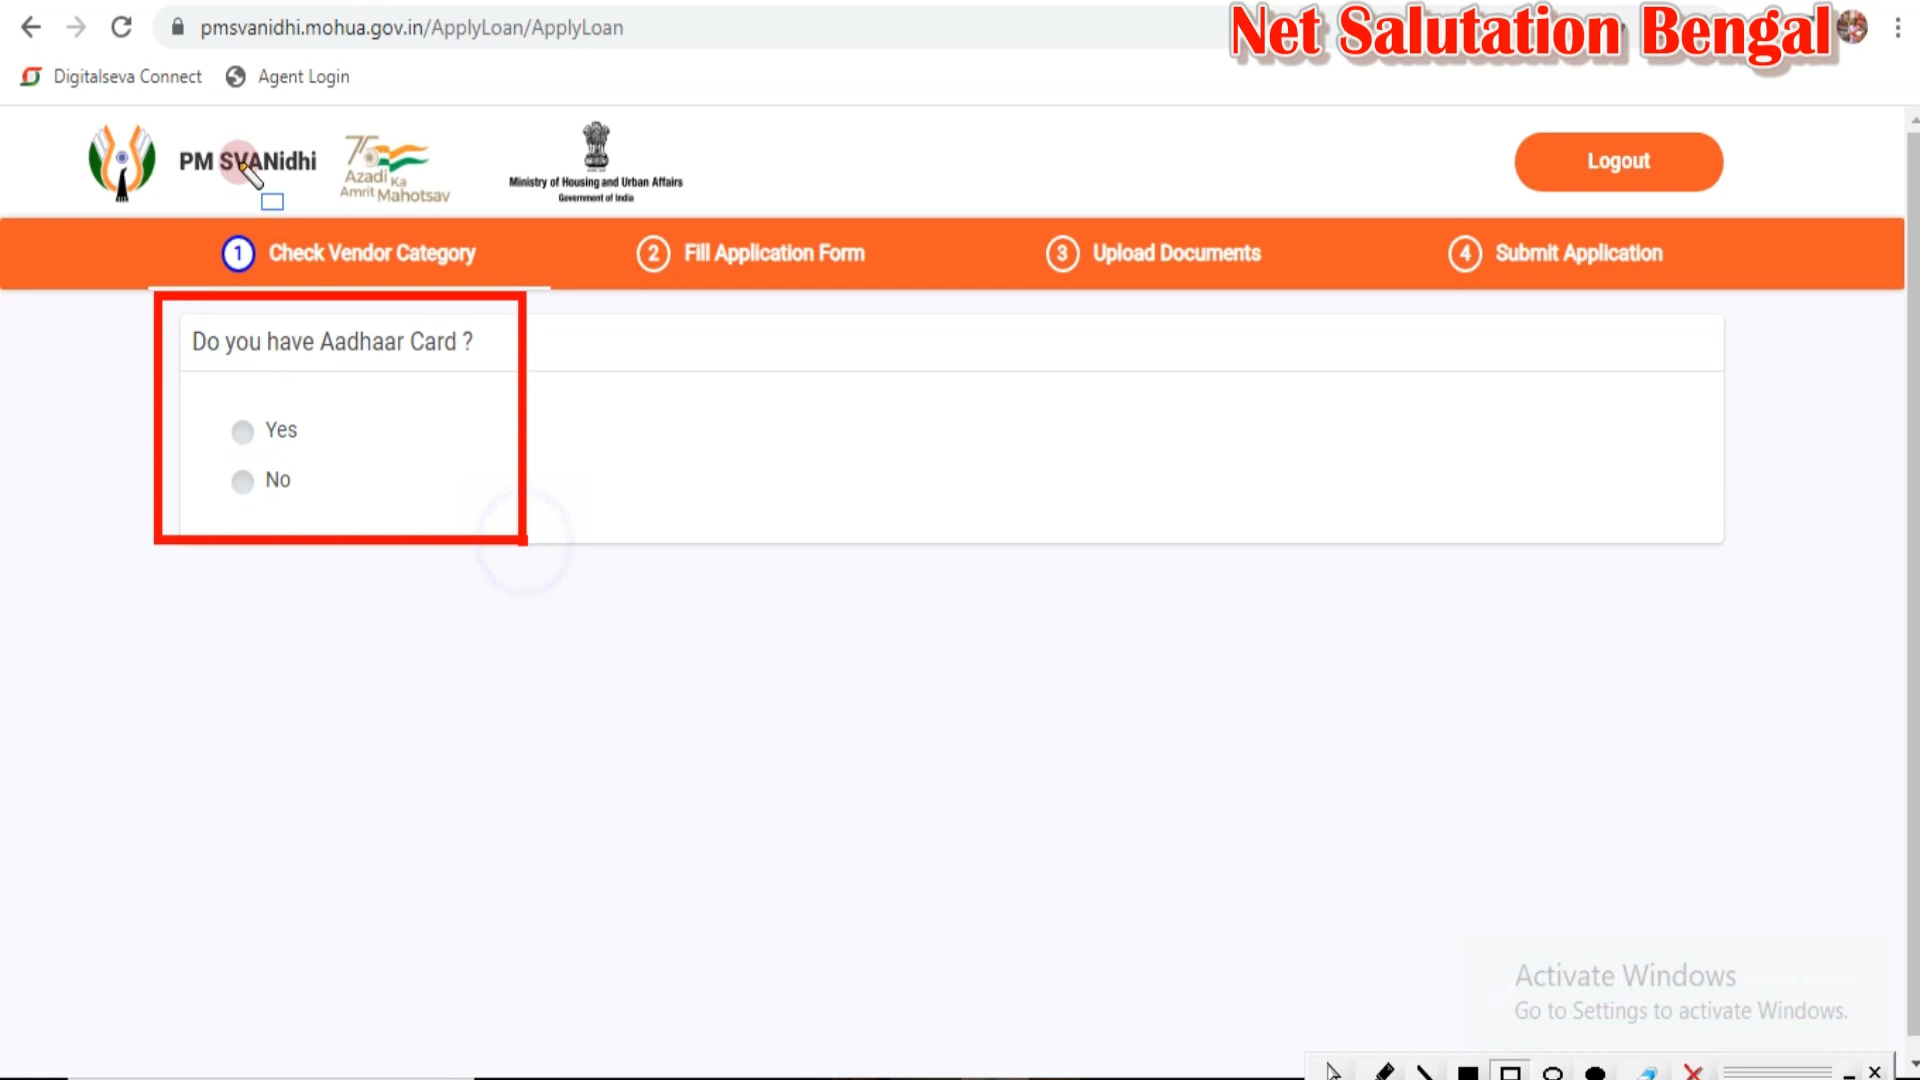 pmsvanidhi.mohua.gov.in/ApplyLoan/ApplyLoan
Net Salutation Bengal
Digitalseva Connect
Agent Login
PM SVANidhi
75
Azadi Ka
Amrit Mahotsav
Ministry of Housing and Urban Affairs
Government of India
Logout
1 Check Vendor Category
2 Fill Application Form
3 Upload Documents
4 Submit Application
Do you have Aadhaar Card ?
Yes
No
Activate Windows
Go to Settings to activate Windows.